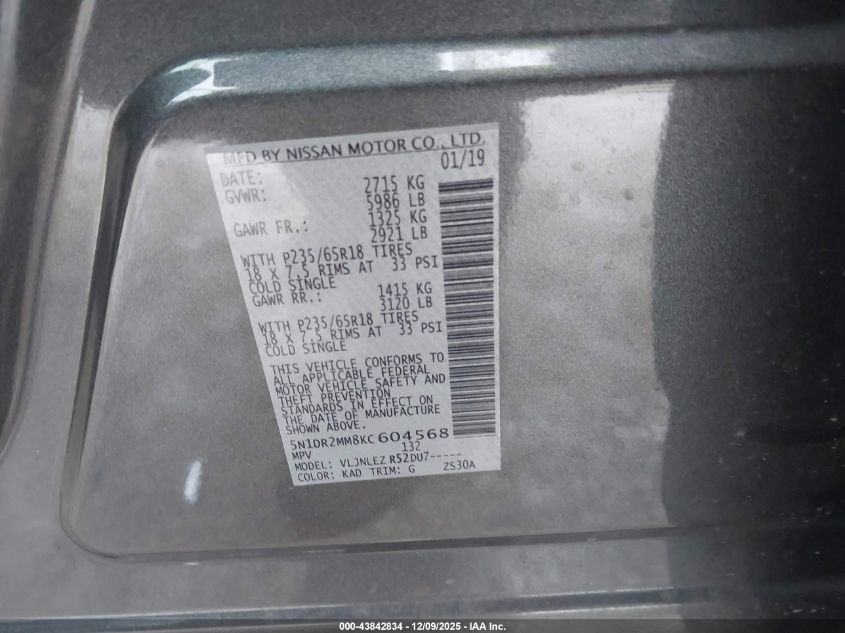 MFD BY NISSAN MOTOR CO., LTD.
DATE: 01/19
GVWR: 2715 KG
5986 LB
GAWR FR.: 1325 KG
2921 LB
WITH P235/65R18 TIRES
18 X 7.5 RIMS AT 33 PSI
COLD SINGLE
GAWR RR.: 1415 KG
3120 LB
WITH P235/65R18 TIRES
18 X 7.5 RIMS AT 33 PSI
COLD SINGLE
THIS VEHICLE CONFORMS TO
ALL APPLICABLE FEDERAL
MOTOR VEHICLE SAFETY AND
THEFT PREVENTION
STANDARDS IN EFFECT ON
THE DATE OF MANUFACTURE
SHOWN ABOVE.
5N1DR2MM8KC604568
MPV 132
MODEL: VLJNLEZ R52DU7-----
COLOR: KAD TRIM: G ZS30A
000-43842834 - 12/09/2025 - IAA Inc.